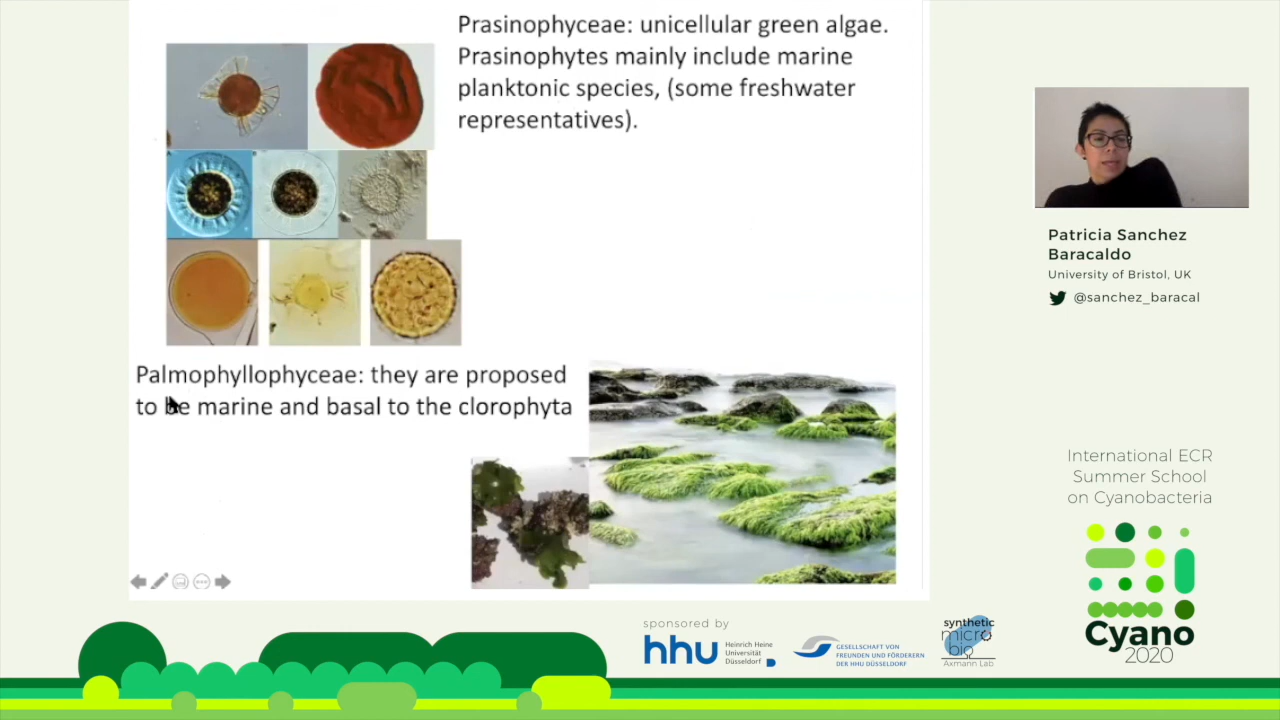 Prasinophyceae: unicellular green algae.
Prasinophytes mainly include marine
planktonic species, (some freshwater
representatives).
Palmophyllophyceae: they are proposed
to be marine and basal to the clorophyta
Patricia Sanchez
Baracaldo
University of Bristol, UK
@sanchez_baracal
International ECR
Summer School
on Cyanobacteria
Cyano
2020
sponsored by
hhu
Heinrich Heine
Universität
Düsseldorf
GESELLSCHAFT VON
FREUNDEN UND FÖRDERERN
DER HHU DÜSSELDORF
synthetic
micro
bio
Axmann Lab.